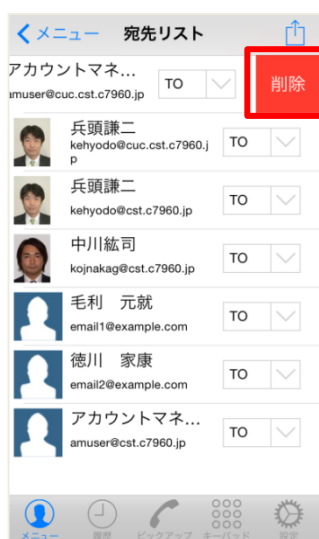 メニュー 宛先リスト
アカウントマネ...
amuser@cuc.cst.c7960.jp TO 削除
兵頭謙二
kehyodo@cuc.cst.c7960.j
p TO
兵頭謙二
kehyodo@cst.c7960.jp TO
中川紘司
kojnakag@cst.c7960.jp TO
毛利 元就
email1@example.com TO
徳川 家康
email2@example.com TO
アカウントマネ...
amuser@cst.c7960.jp TO
メニュー 履歴 ピックアップ キーパッド 設定